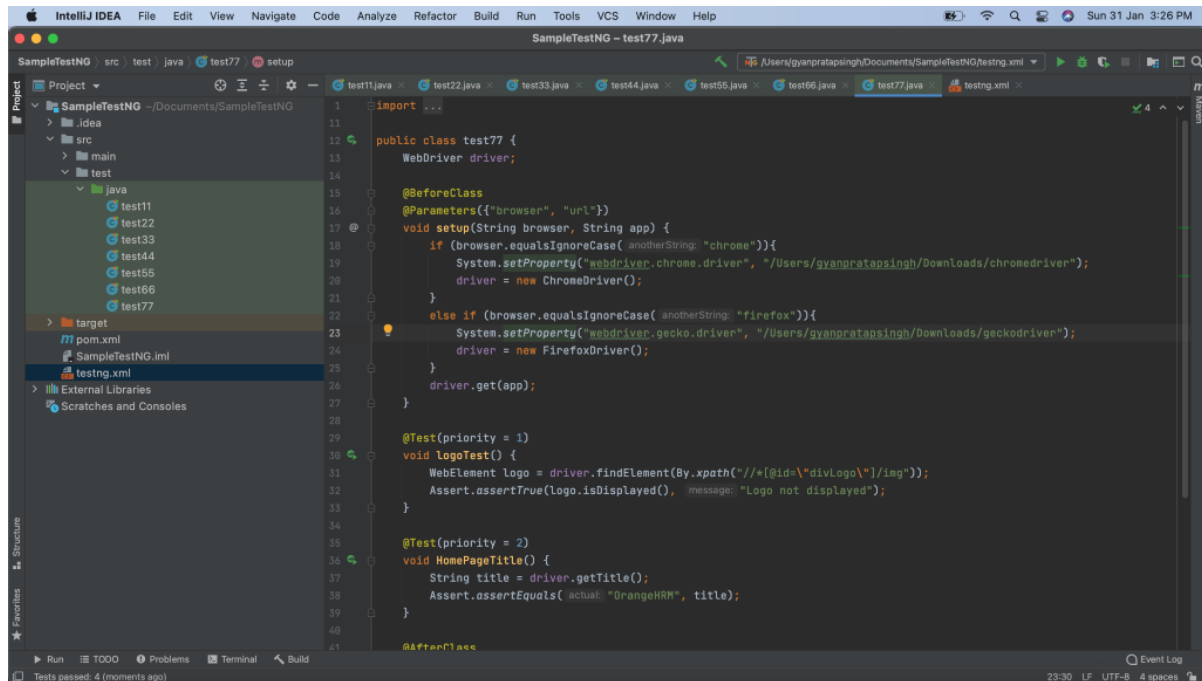 IntelliJ IDEA File Edit View Navigate Code Analyze Refactor Build Run Tools VCS Window Help Sun 31 Jan 3:26 PM
SampleTestNG – test77.java
SampleTestNG src test java test77 setup /Users/gyanpratapsingh/Documents/SampleTestNG/testng.xml
Project
Project
test11.java test22.java test33.java test44.java test55.java test66.java test77.java testng.xml
Maven
SampleTestNG ~/Documents/SampleTestNG
.idea
src
main
test
java
test11
test22
test33
test44
test55
test66
test77
target
pom.xml
SampleTestNG.iml
testng.xml
External Libraries
Scratches and Consoles
4
1 import ...
11
12 public class test77 {
13 WebDriver driver;
14
15 @BeforeClass
16 @Parameters({"browser", "url"})
17 @ void setup(String browser, String app) {
18 if (browser.equalsIgnoreCase( anotherString: "chrome")){
19 System.setProperty("webdriver.chrome.driver", "/Users/gyanpratapsingh/Downloads/chromedriver");
20 driver = new ChromeDriver();
21 }
22 else if (browser.equalsIgnoreCase( anotherString: "firefox")){
23 System.setProperty("webdriver.gecko.driver", "/Users/gyanpratapsingh/Downloads/geckodriver");
24 driver = new FirefoxDriver();
25 }
26 driver.get(app);
27 }
28
29 @Test(priority = 1)
30 void logoTest() {
31 WebElement logo = driver.findElement(By.xpath("//*[@id=\"divLogo\"]/img"));
32 Assert.assertTrue(logo.isDisplayed(), message: "Logo not displayed");
33 }
34
35 @Test(priority = 2)
36 void HomePageTitle() {
37 String title = driver.getTitle();
38 Assert.assertEquals( actual: "OrangeHRM", title);
39 }
40
41 @AfterClass
Structure
Favorites
Run TODO Problems Terminal Build Event Log
Tests passed: 4 (moments ago) 23:30 LF UTF-8 4 spaces